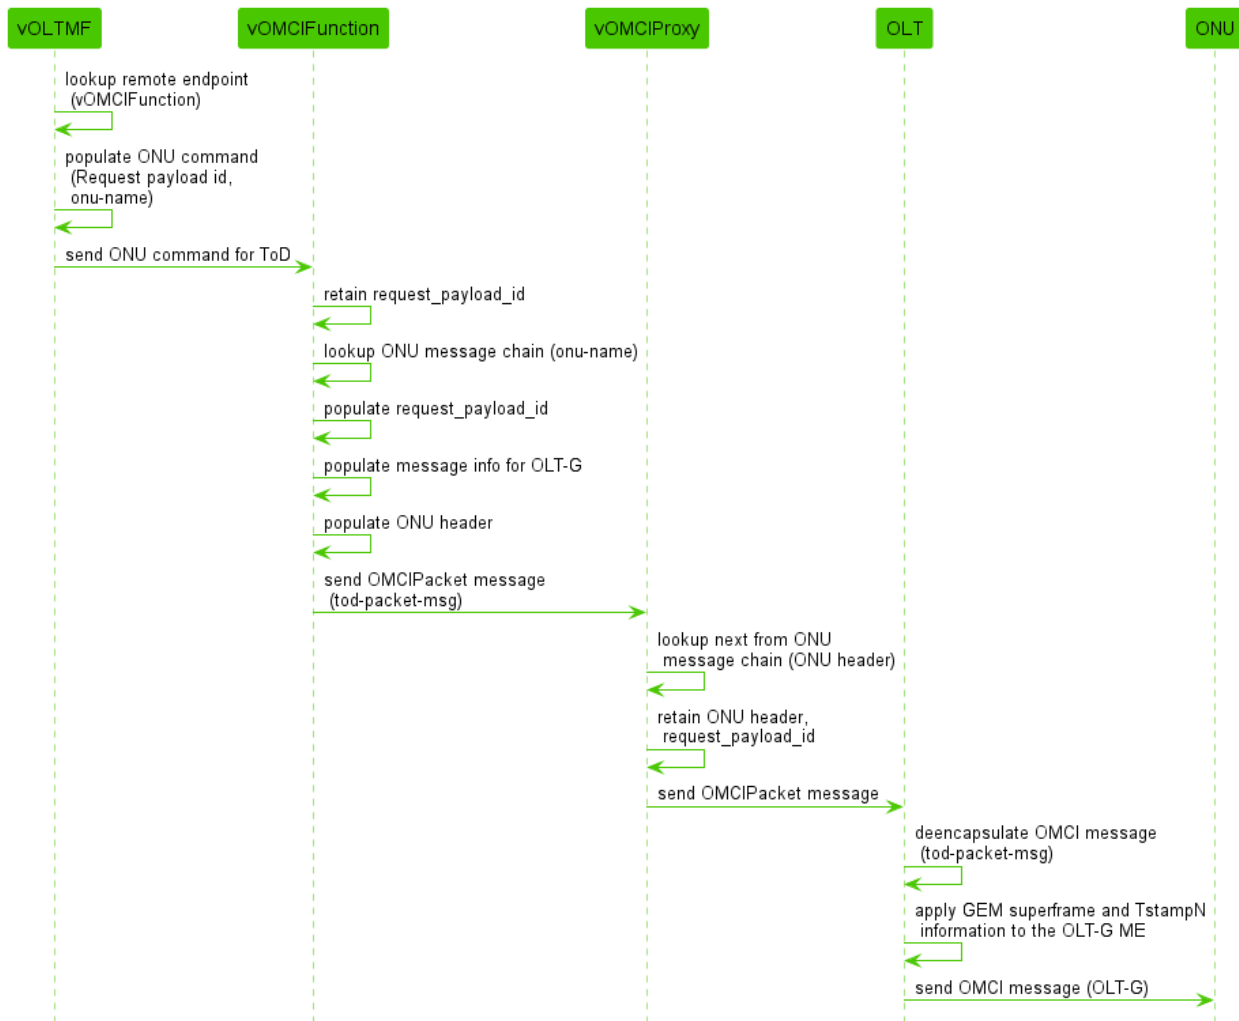 vOLTMF vOMCIFunction vOMCIProxy OLT ONU
lookup remote endpoint
(vOMCIFunction)
populate ONU command
(Request payload id,
onu-name)
send ONU command for ToD
retain request_payload_id
lookup ONU message chain (onu-name)
populate request_payload_id
populate message info for OLT-G
populate ONU header
send OMCIPacket message
(tod-packet-msg)
lookup next from ONU
message chain (ONU header)
retain ONU header,
request_payload_id
send OMCIPacket message
deencapsulate OMCI message
(tod-packet-msg)
apply GEM superframe and TstampN
information to the OLT-G ME
send OMCI message (OLT-G)